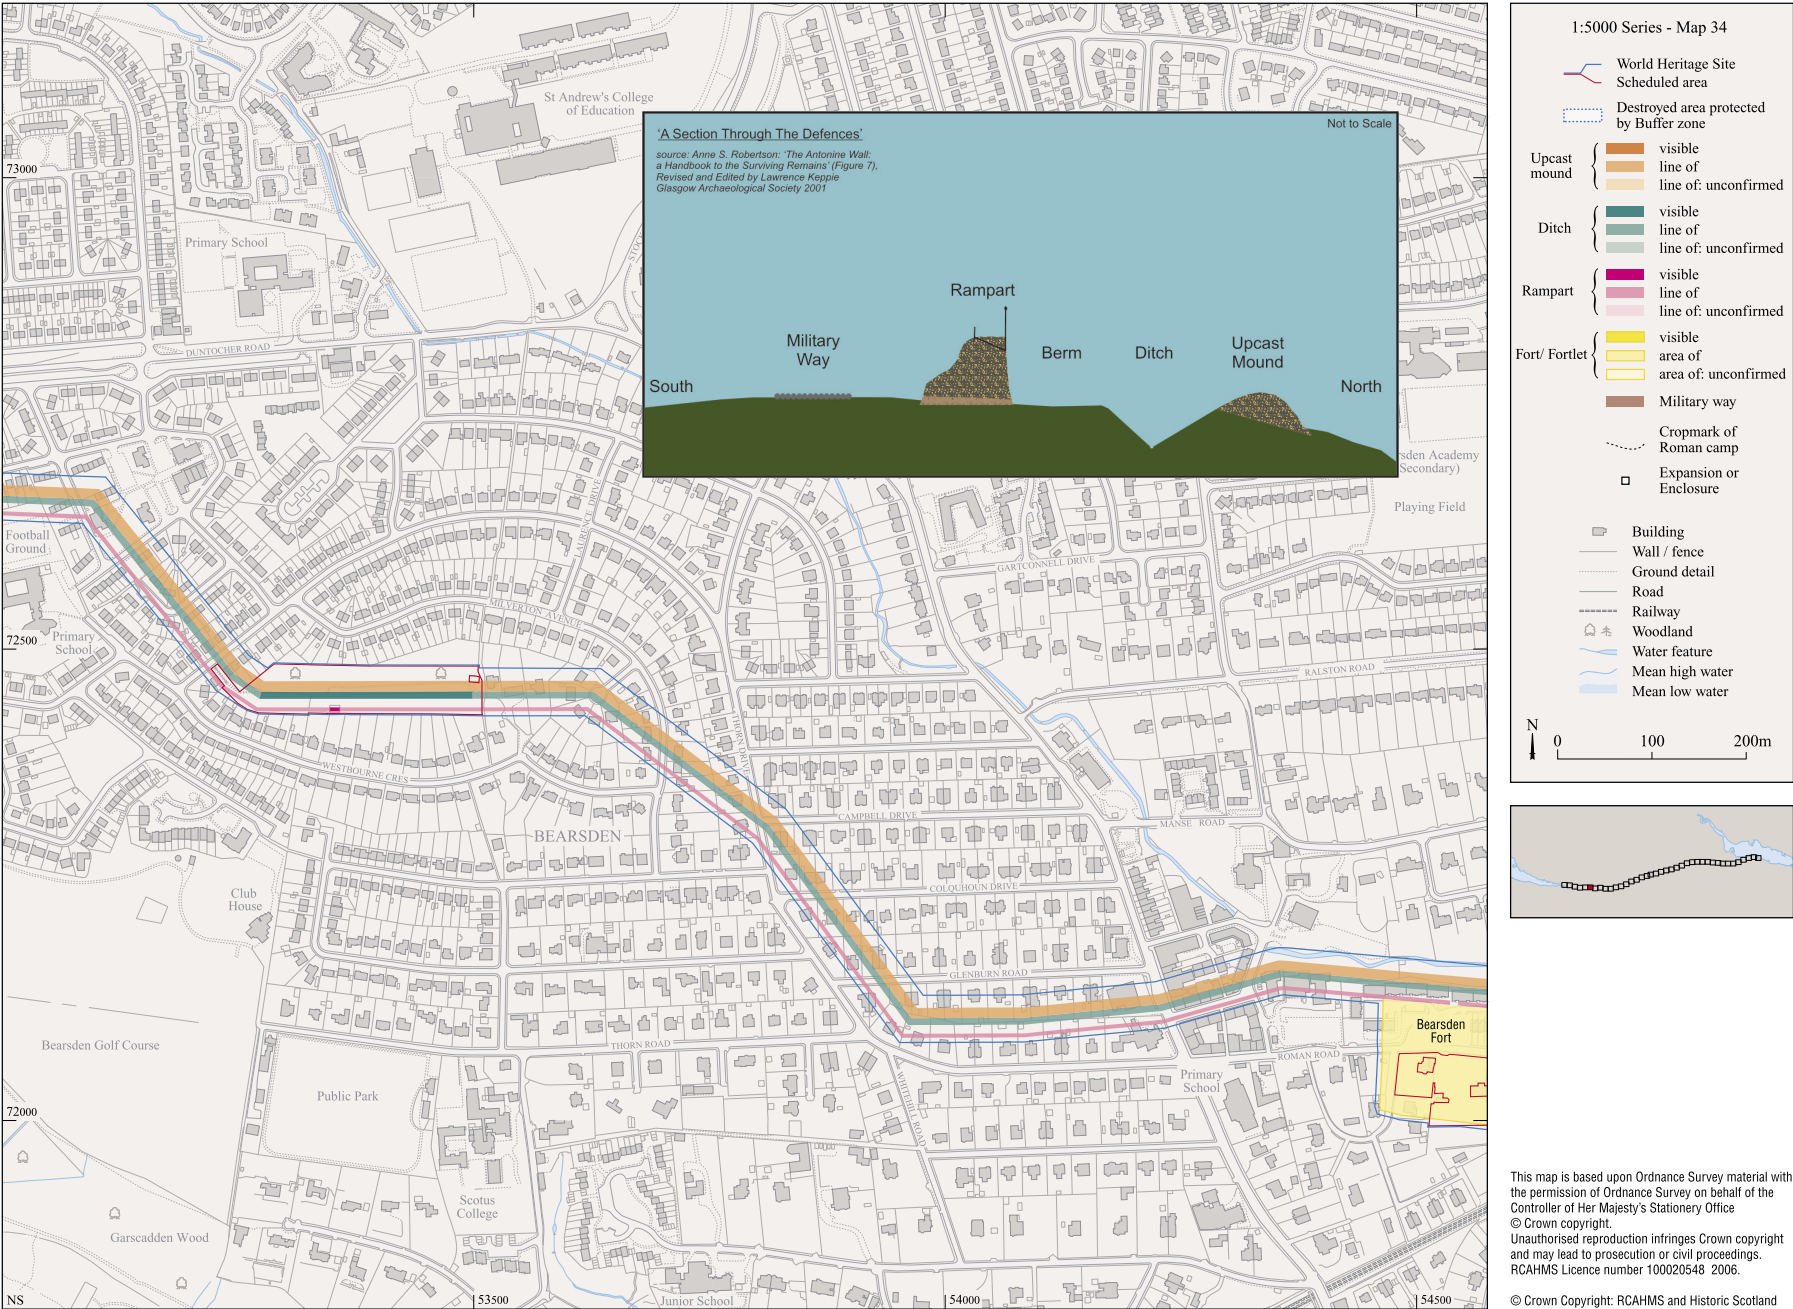 St Andrew's College
of Education
73000
Primary School
DUNTOCHER ROAD
'A Section Through The Defences'
Not to Scale
source: Anne S. Robertson: 'The Antonine Wall:
a Handbook to the Surviving Remains' (Figure 7),
Revised and Edited by Lawrence Keppie
Glasgow Archaeological Society 2001
Rampart
Military
Way
Berm
Ditch
Upcast
Mound
South
North
rsden Academy
Secondary)
Playing Field
Football
Ground
LAURENCE DRIVE
GARTCONNELL DRIVE
MILVERTON AVENUE
Primary
School
72500
RALSTON ROAD
THORN DRIVE
WESTBOURNE CRES
BEARSDEN
CAMPBELL DRIVE
MANSE ROAD
Club
House
COLQUHOUN DRIVE
GLENBURN ROAD
Bearsden
Fort
Bearsden Golf Course
THORN ROAD
ROMAN ROAD
Primary
School
Public Park
WHITEHILL ROAD
72000
Scotus
College
Garscadden Wood
Junior School
NS
53500
54000
54500
1:5000 Series - Map 34
World Heritage Site
Scheduled area
Destroyed area protected
by Buffer zone
Upcast
mound
visible
line of
line of: unconfirmed
Ditch
visible
line of
line of: unconfirmed
Rampart
visible
line of
line of: unconfirmed
Fort/ Fortlet
visible
area of
area of: unconfirmed
Military way
Cropmark of
Roman camp
Expansion or
Enclosure
Building
Wall / fence
Ground detail
Road
Railway
Woodland
Water feature
Mean high water
Mean low water
N
0 100 200m
This map is based upon Ordnance Survey material with
the permission of Ordnance Survey on behalf of the
Controller of Her Majesty's Stationery Office
© Crown copyright.
Unauthorised reproduction infringes Crown copyright
and may lead to prosecution or civil proceedings.
RCAHMS Licence number 100020548 2006.
© Crown Copyright: RCAHMS and Historic Scotland